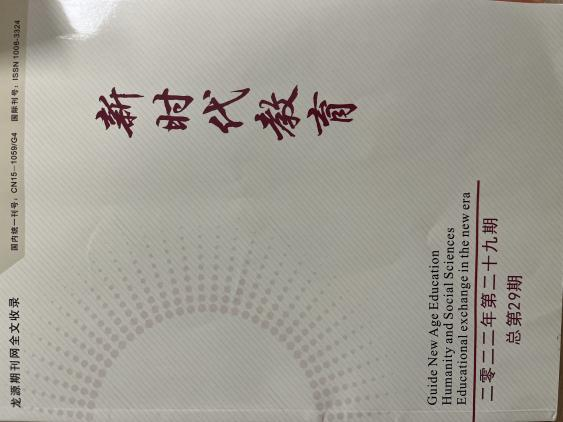 龙源期刊网全文收录
国内统一刊号：CN15-1059/G4 国际刊号：ISSN 1008-3324
新时代教育
Guide New Age Education
Humanity and Social Sciences
Educational exchange in the new era
二零二二年第二十九期
总第29期